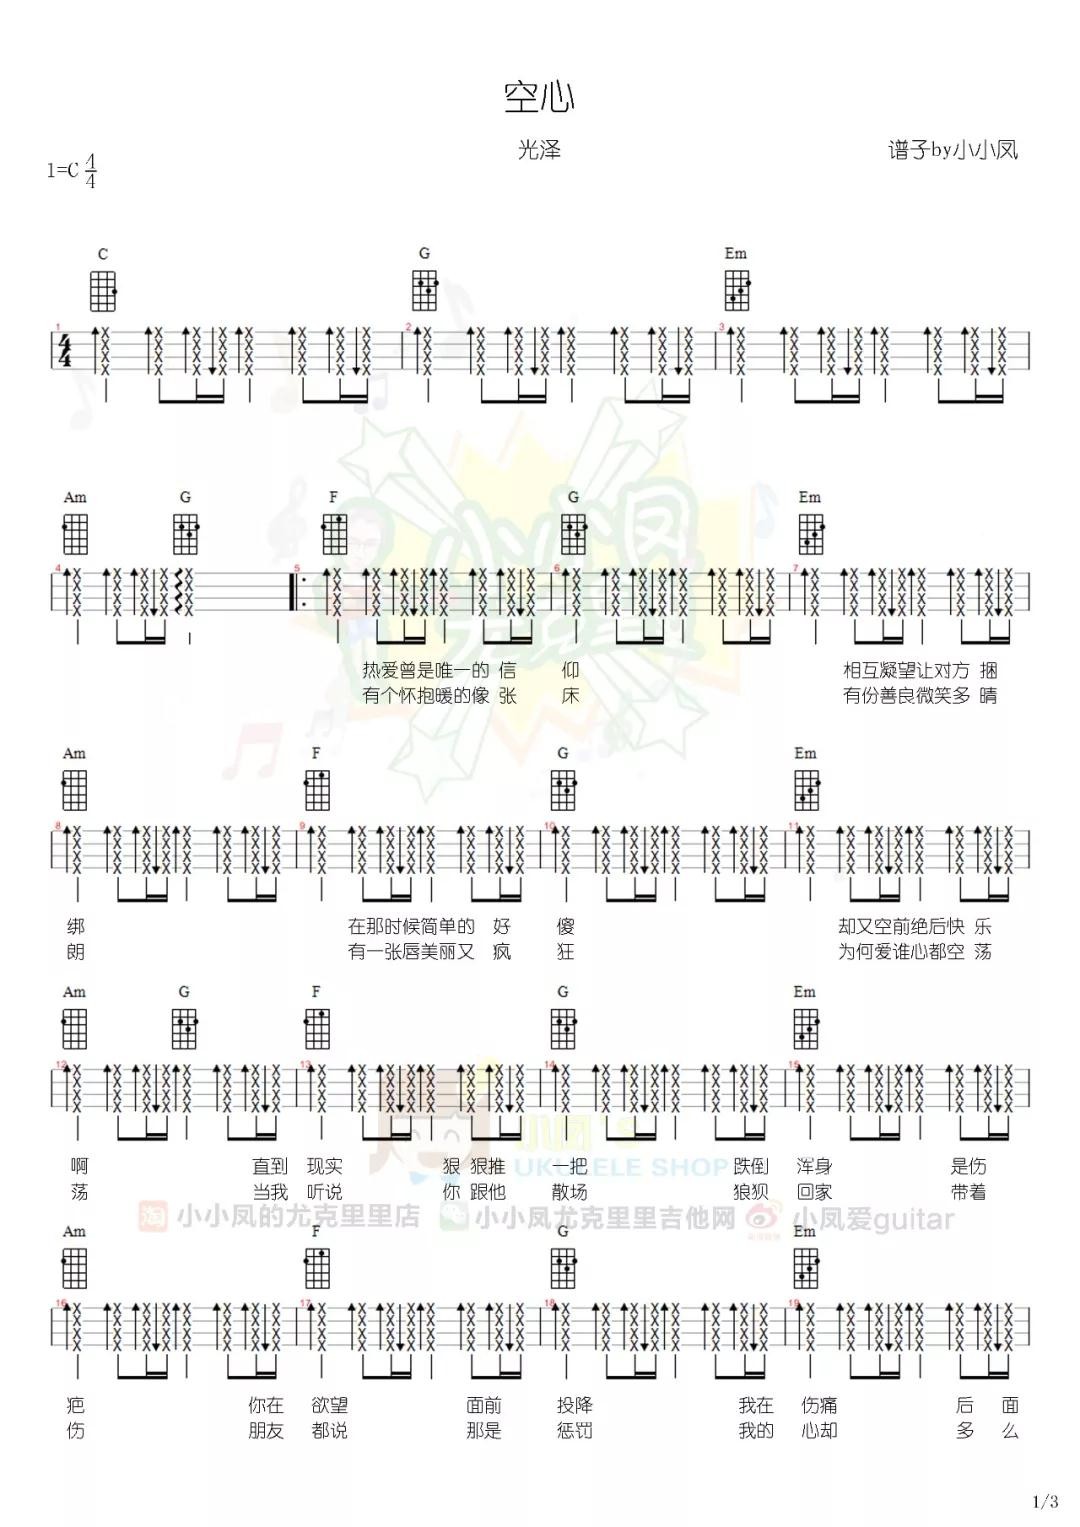 空心
光泽 谱子by小小凤
1=C 4/4
C G Em
1 2 3
4/4
Am G F G Em
4 5 6 7
热爱曾是唯一的 信 仰 相互凝望让对方 捆
有个怀抱暖的像 张 床 有份善良微笑多 晴
Am F G Em
8 9 10 11
绑 在那时候简单的 好 傻 却又空前绝后快 乐
朗 有一张唇美丽又 疯 狂 为何爱谁心都空 荡
Am G F G Em
12 13 14 15
啊 直到 现实 狠 狠推 一把 跌倒 浑身 是伤
荡 当我 听说 你 跟他 散场 狼狈 回家 带着
小凤's
UKULELE SHOP
淘 小小凤的尤克里里店 小小凤尤克里里吉他网 小凤爱guitar
Am F G Em
16 17 18 19
疤 你在 欲望 面前 投降 我在 伤痛 后 面
伤 朋友 都说 那是 惩罚 我的 心却 多 么
1/3